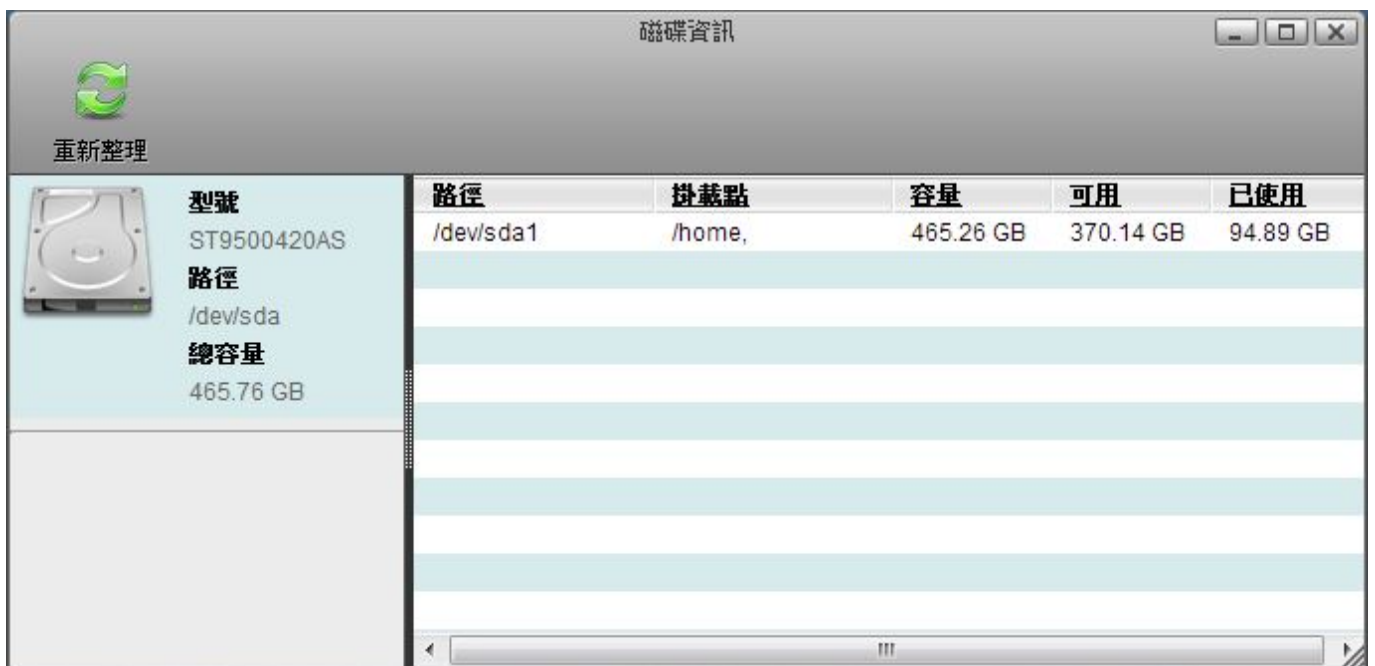 磁碟資訊
重新整理
型號
ST9500420AS
路徑
/dev/sda
總容量
465.76 GB
路徑 掛載點 容量 可用 已使用
/dev/sda1 /home, 465.26 GB 370.14 GB 94.89 GB